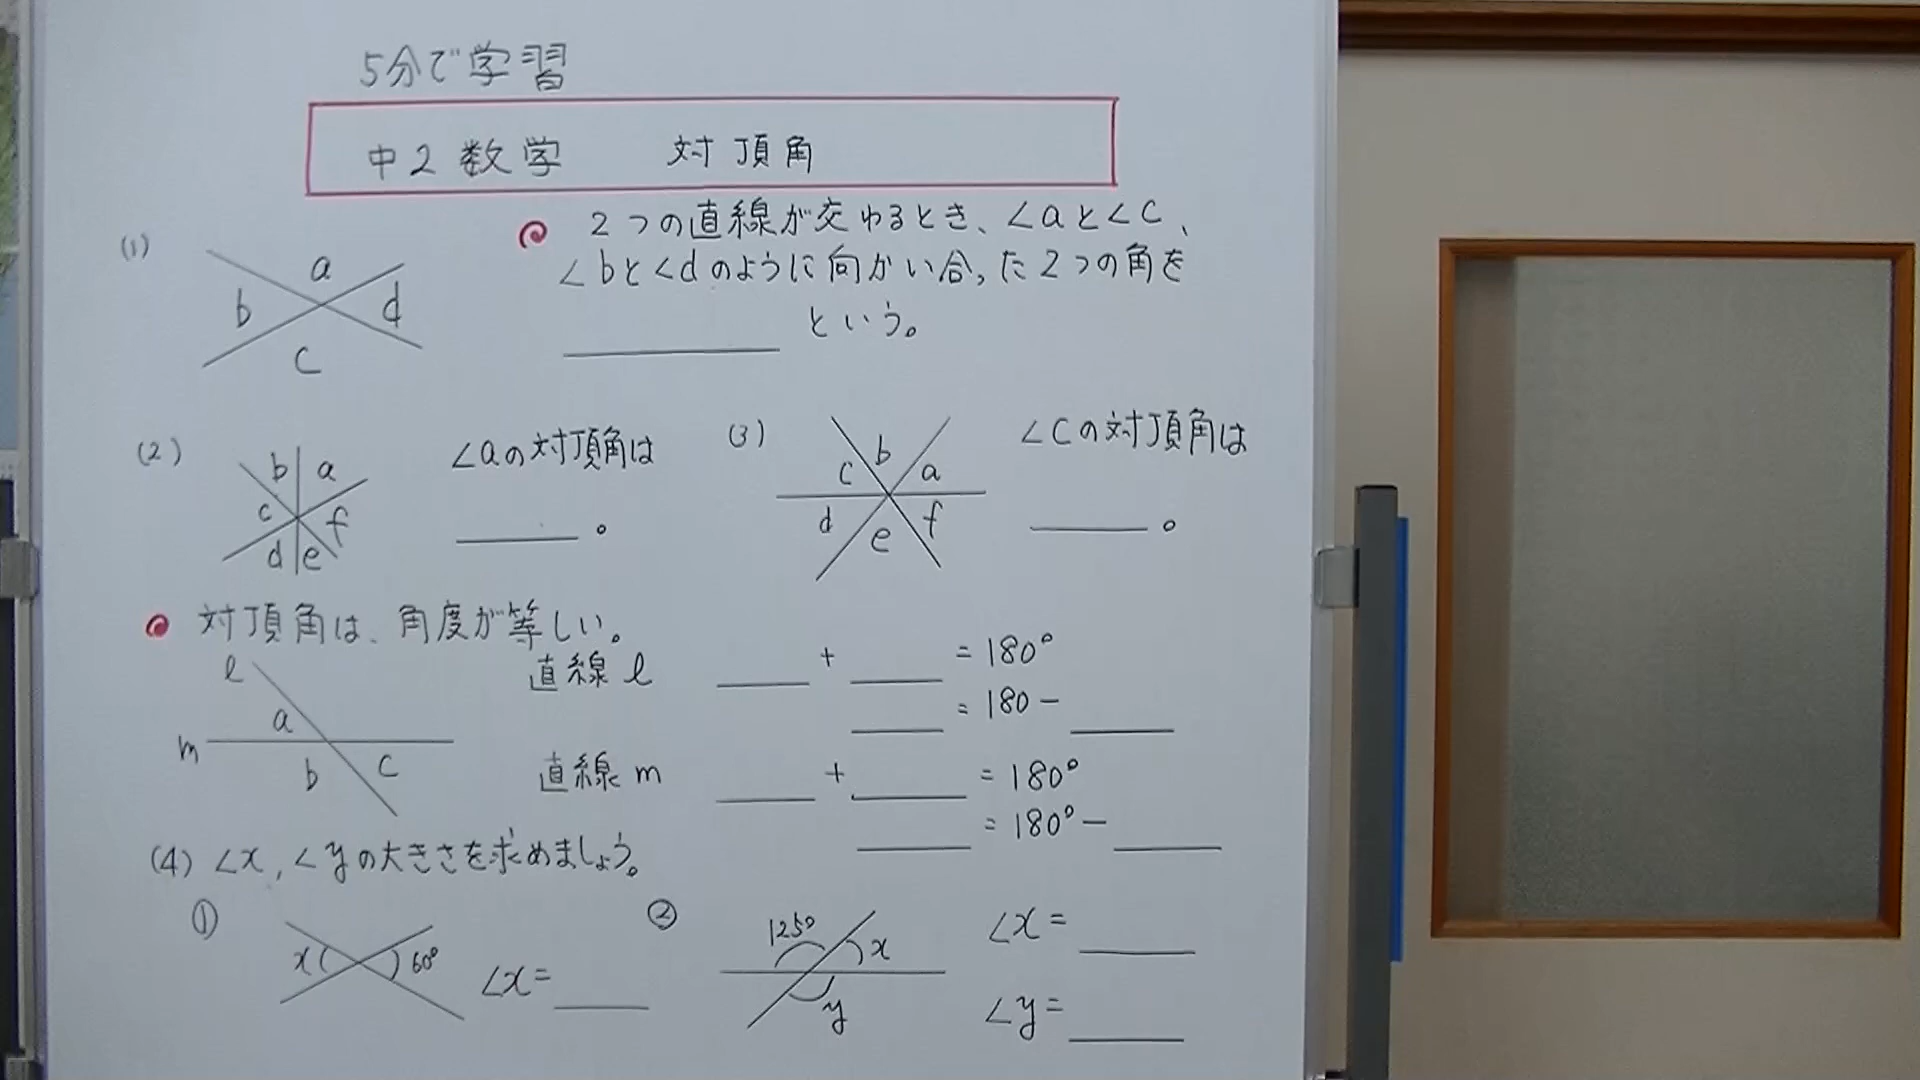 5分で学習
中2 数学 対頂角
(1)
a
b
d
c
2つの直線が交わるとき、∠aと∠c、
∠bと∠dのように向かい合った2つの角を
という。
(2)
b a
c f
d e
∠aの対頂角は
。
(3)
b
c a
d f
e
∠cの対頂角は
。
対頂角は、角度が等しい。
l
a
m
b c
直線 l + = 180°
= 180 −
直線 m + = 180°
= 180° −
(4) ∠x, ∠yの大きさを求めましょう。
①
x 60°
∠x =
②
125°
x
y
∠x =
∠y =